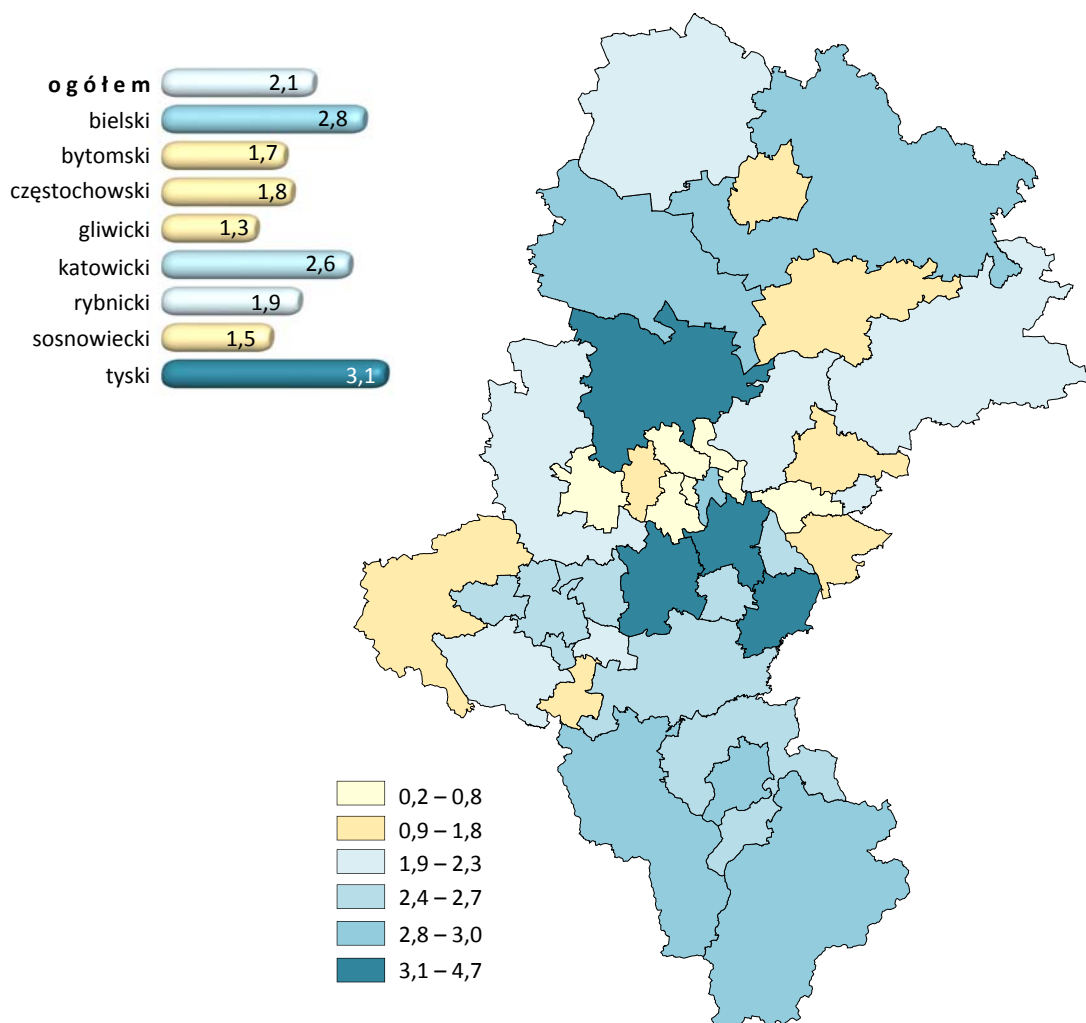 ogółem 2,1
bielski 2,8
bytomski 1,7
częstochowski 1,8
gliwicki 1,3
katowicki 2,6
rybnicki 1,9
sosnowiecki 1,5
tyski 3,1
0,2 – 0,8
0,9 – 1,8
1,9 – 2,3
2,4 – 2,7
2,8 – 3,0
3,1 – 4,7